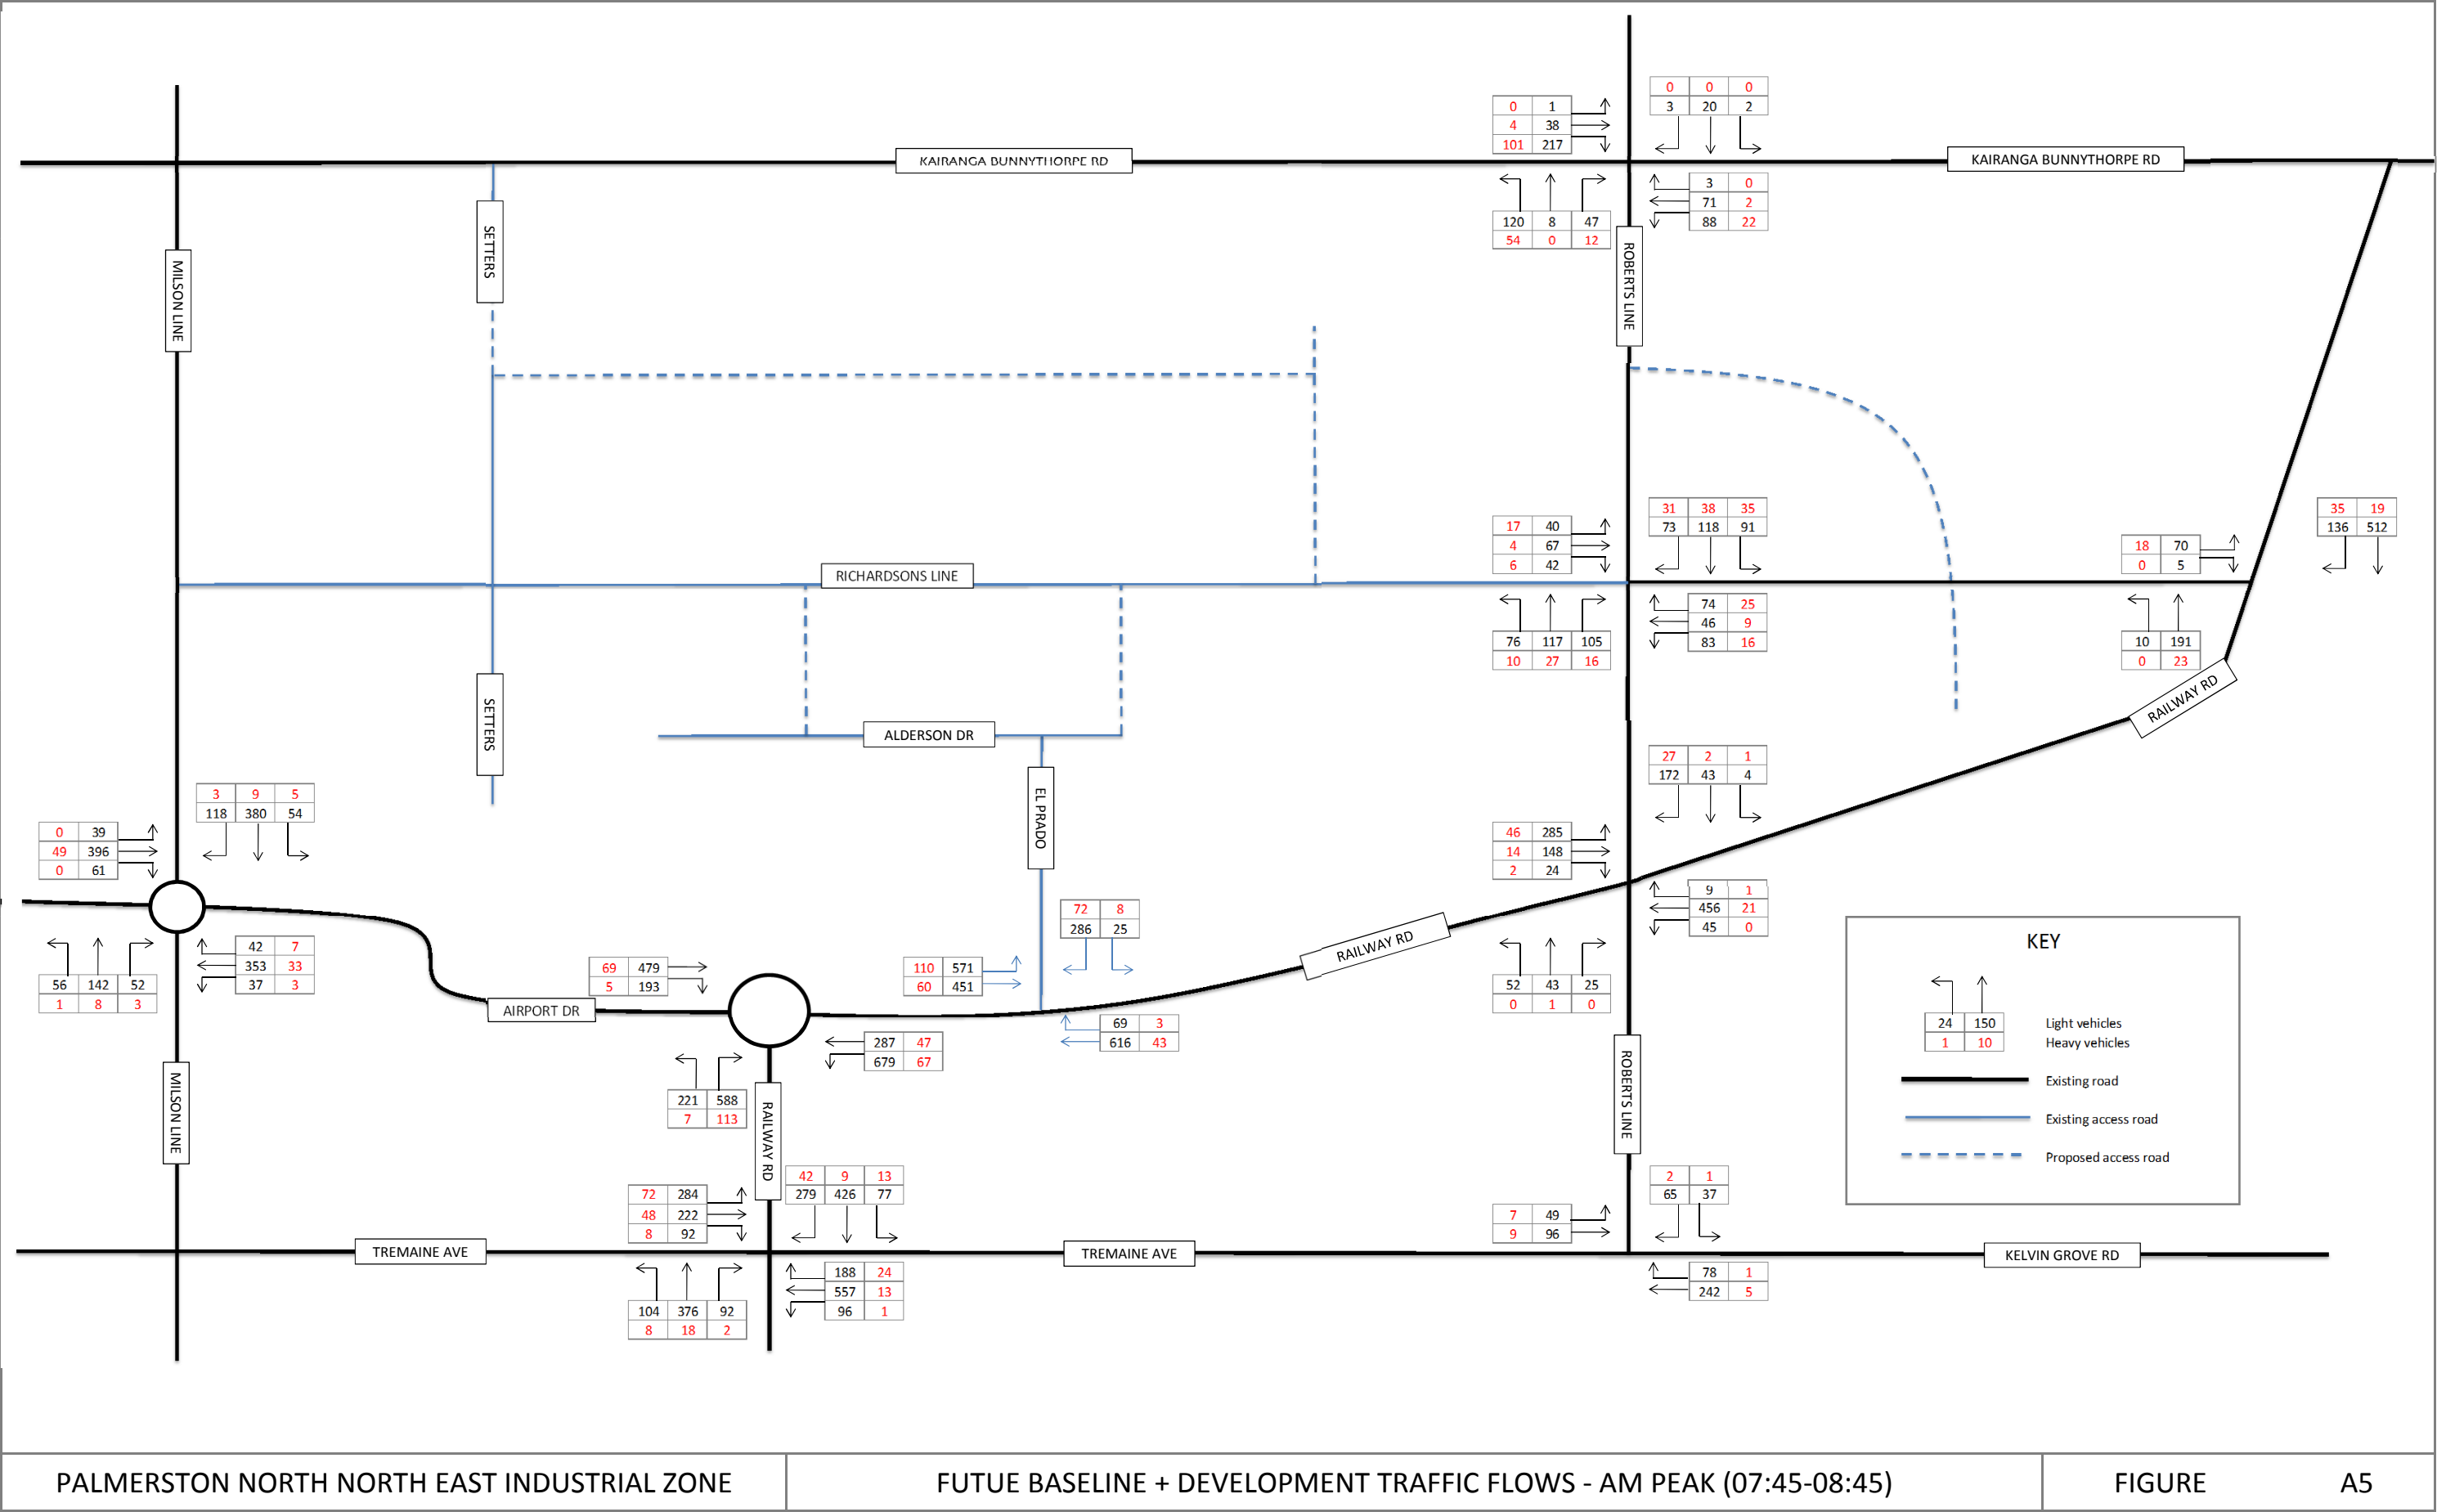 0 0 0
3 20 2
0 1
4 38
101 217
KAIRANGA BUNNYTHORPE RD
KAIRANGA BUNNYTHORPE RD
120 8 47
54 0 12
3 0
71 2
88 22
MILSON LINE
SETTERS
ROBERTS LINE
17 40
4 67
6 42
31 38 35
73 118 91
RICHARDSONS LINE
76 117 105
10 27 16
74 25
46 9
83 16
35 19
136 512
18 70
0 5
10 191
0 23
RAILWAY RD
SETTERS
ALDERSON DR
EL PRADO
27 2 1
172 43 4
46 285
14 148
2 24
9 1
456 21
45 0
52 43 25
0 1 0
RAILWAY RD
3 9 5
118 380 54
0 39
49 396
0 61
56 142 52
1 8 3
42 7
353 33
37 3
AIRPORT DR
69 479
5 193
72 8
286 25
110 571
60 451
69 3
616 43
287 47
679 67
221 588
7 113
MILSON LINE
RAILWAY RD
ROBERTS LINE
KEY
24 150
1 10
Light vehicles
Heavy vehicles
Existing road
Existing access road
Proposed access road
72 284
48 222
8 92
42 9 13
279 426 77
TREMAINE AVE
TREMAINE AVE
104 376 92
8 18 2
188 24
557 13
96 1
7 49
9 96
2 1
65 37
KELVIN GROVE RD
78 1
242 5
PALMERSTON NORTH NORTH EAST INDUSTRIAL ZONE
FUTUE BASELINE + DEVELOPMENT TRAFFIC FLOWS - AM PEAK (07:45-08:45)
FIGURE A5